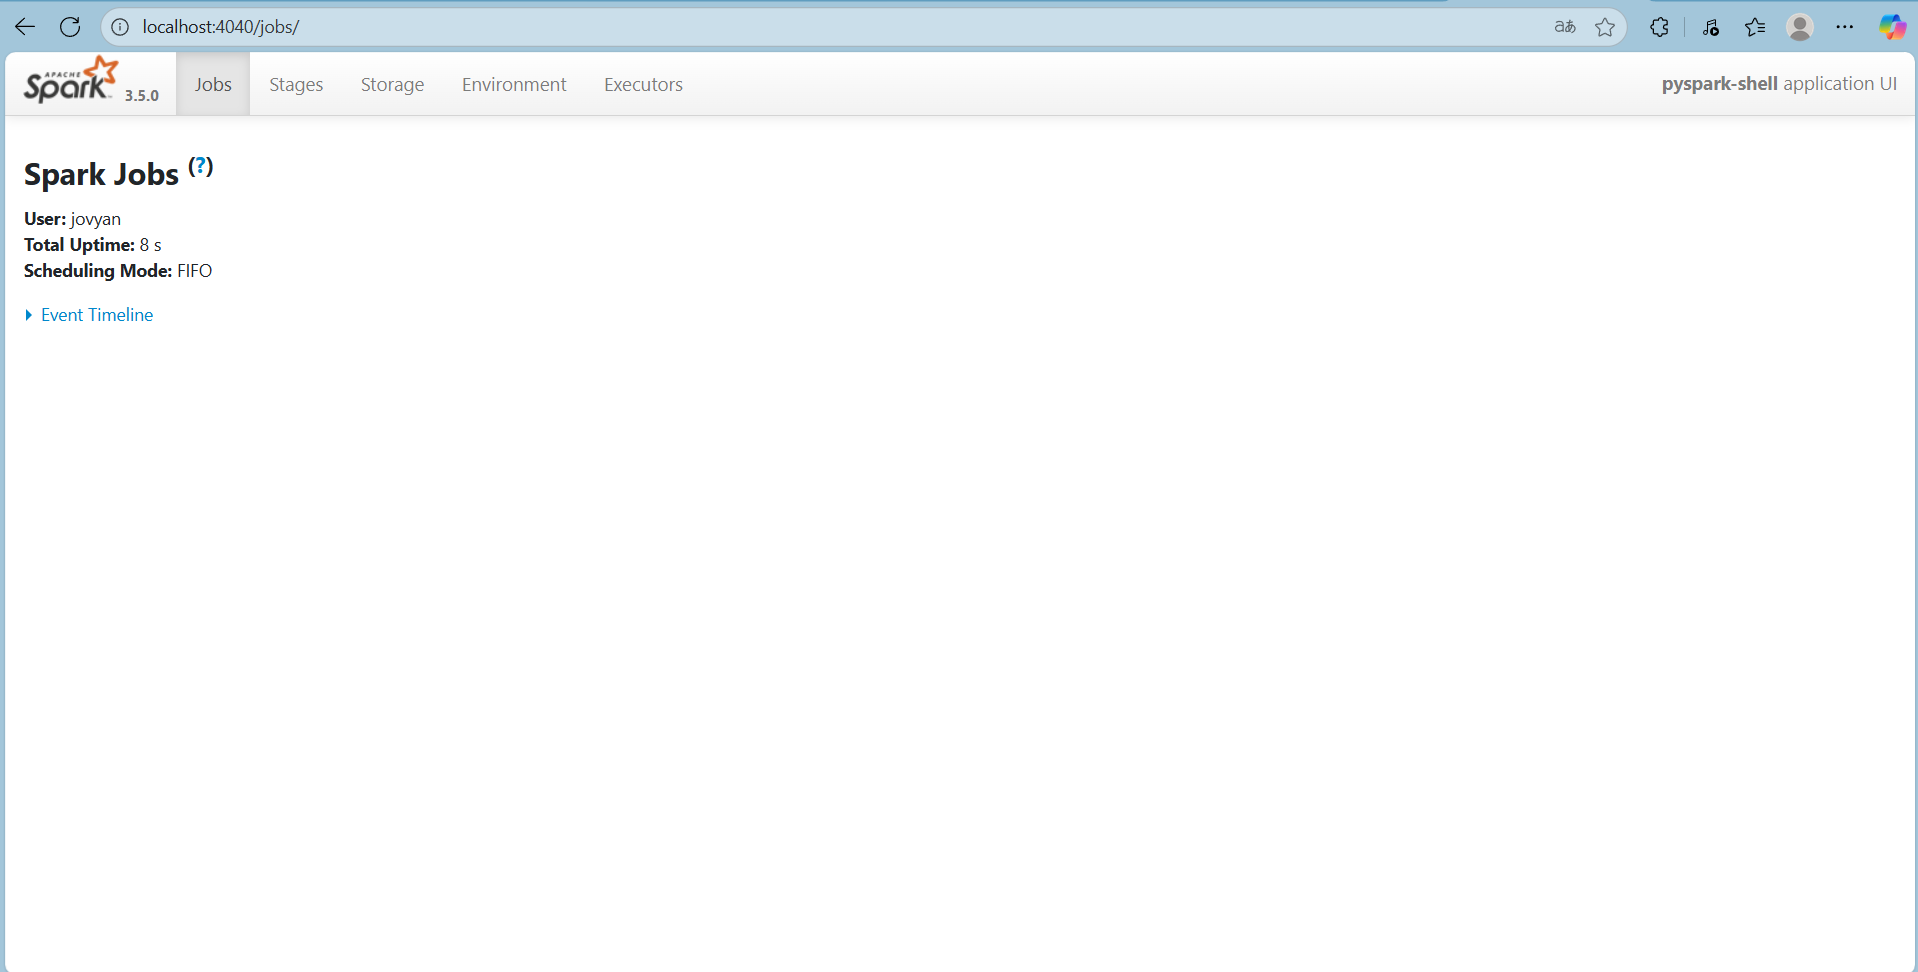 localhost:4040/jobs/
APACHE Spark 3.5.0 Jobs Stages Storage Environment Executors pyspark-shell application UI
Spark Jobs (?)
User: jovyan
Total Uptime: 8 s
Scheduling Mode: FIFO
Event Timeline